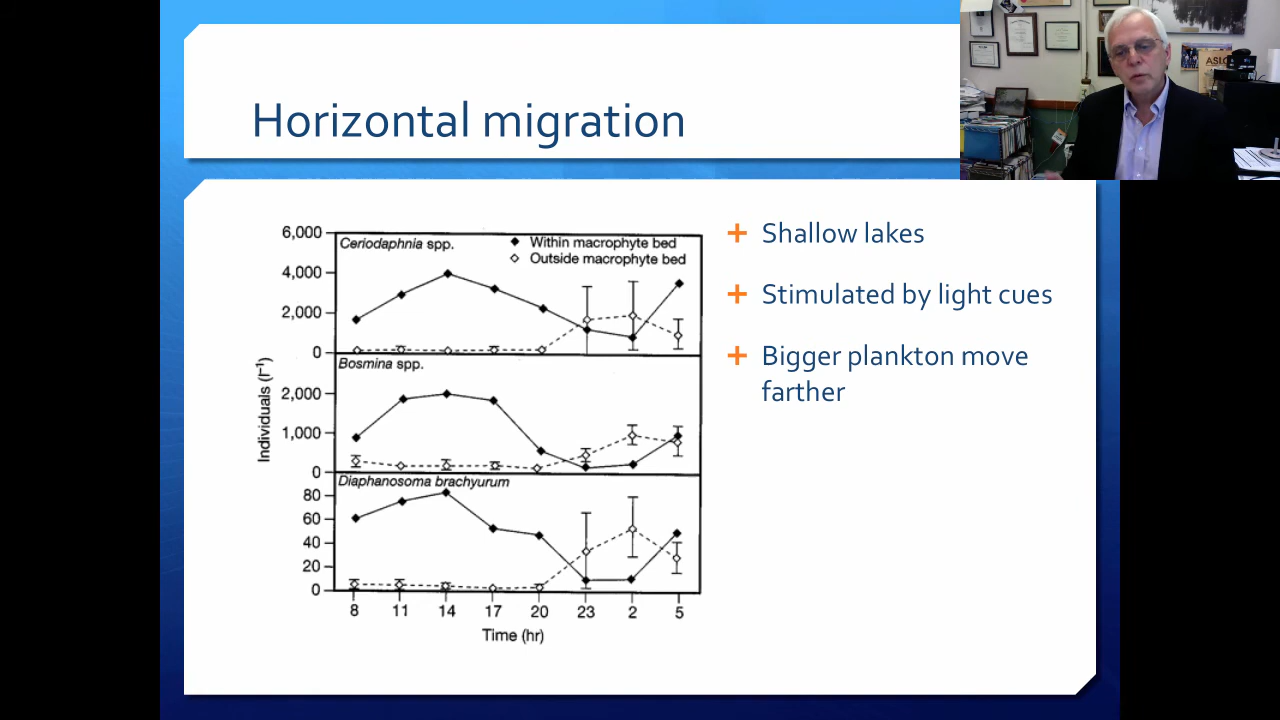 Horizontal migration
ASLO
Individuals (l⁻¹)
6,000
4,000
2,000
0
Ceriodaphnia spp.
Within macrophyte bed
Outside macrophyte bed
2,000
1,000
0
Bosmina spp.
80
60
40
20
0
Diaphanosoma brachyurum
8 11 14 17 20 23 2 5
Time (hr)
Shallow lakes
Stimulated by light cues
Bigger plankton move
farther